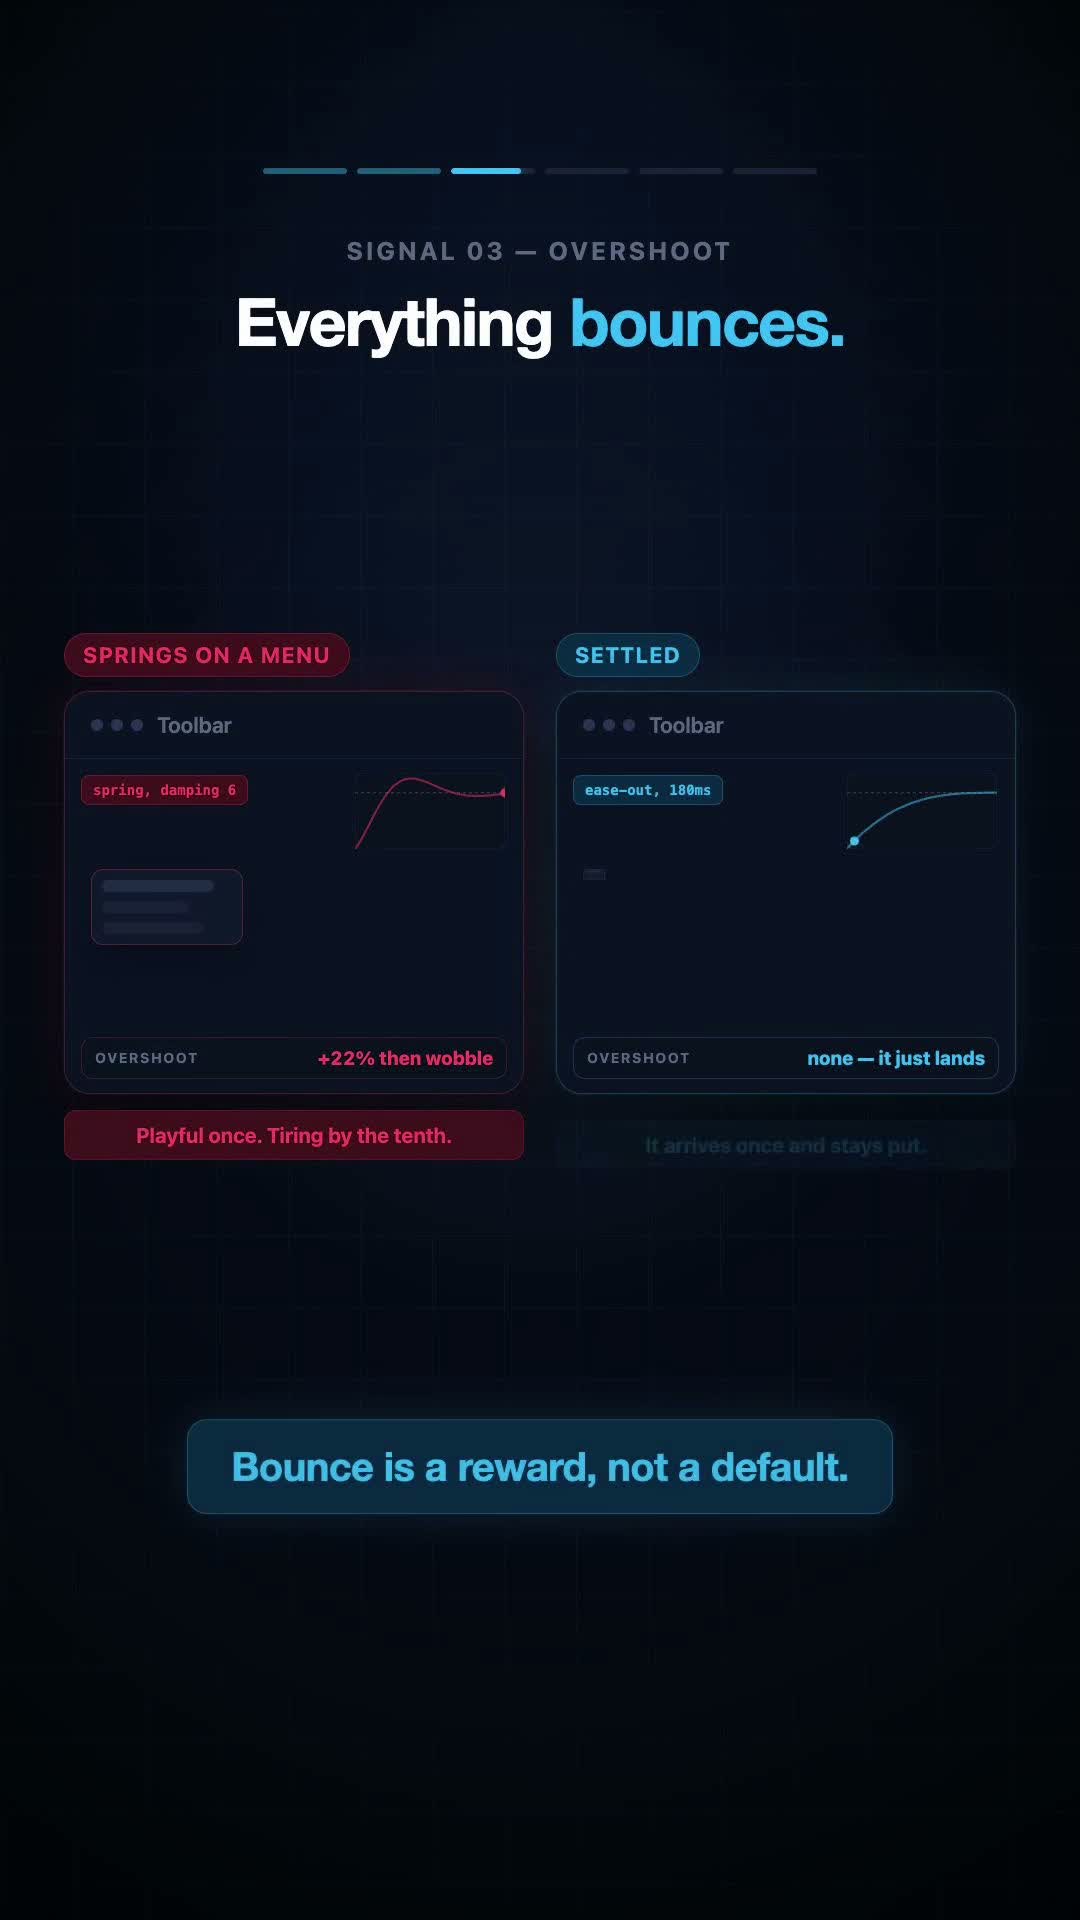 SIGNAL 03 — OVERSHOOT
Everything bounces.
SPRINGS ON A MENU
Toolbar
spring, damping 6
OVERSHOOT
+22% then wobble
Playful once. Tiring by the tenth.
SETTLED
Toolbar
ease-out, 180ms
OVERSHOOT
none — it just lands
It arrives once and stays put.
Bounce is a reward, not a default.